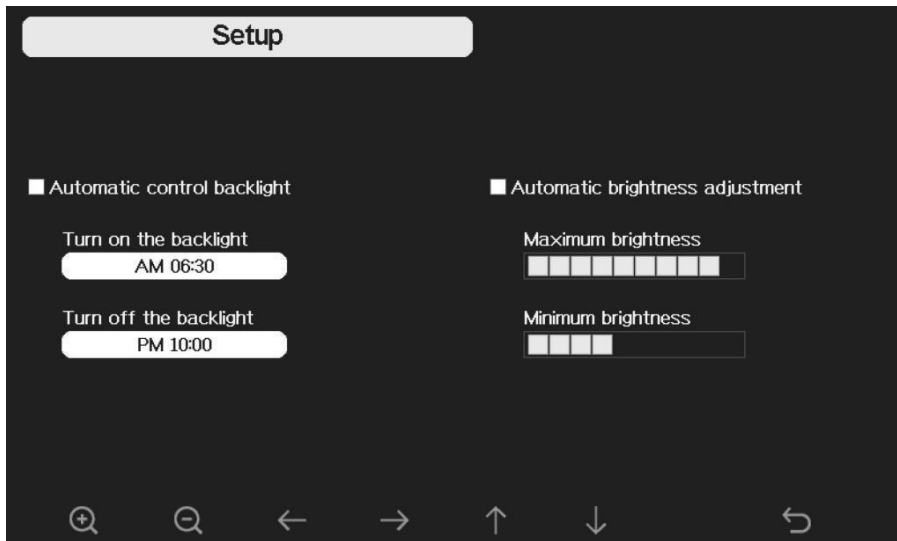 Setup
Automatic control backlight
Turn on the backlight
AM 06:30
Turn off the backlight
PM 10:00
Automatic brightness adjustment
Maximum brightness
Minimum brightness